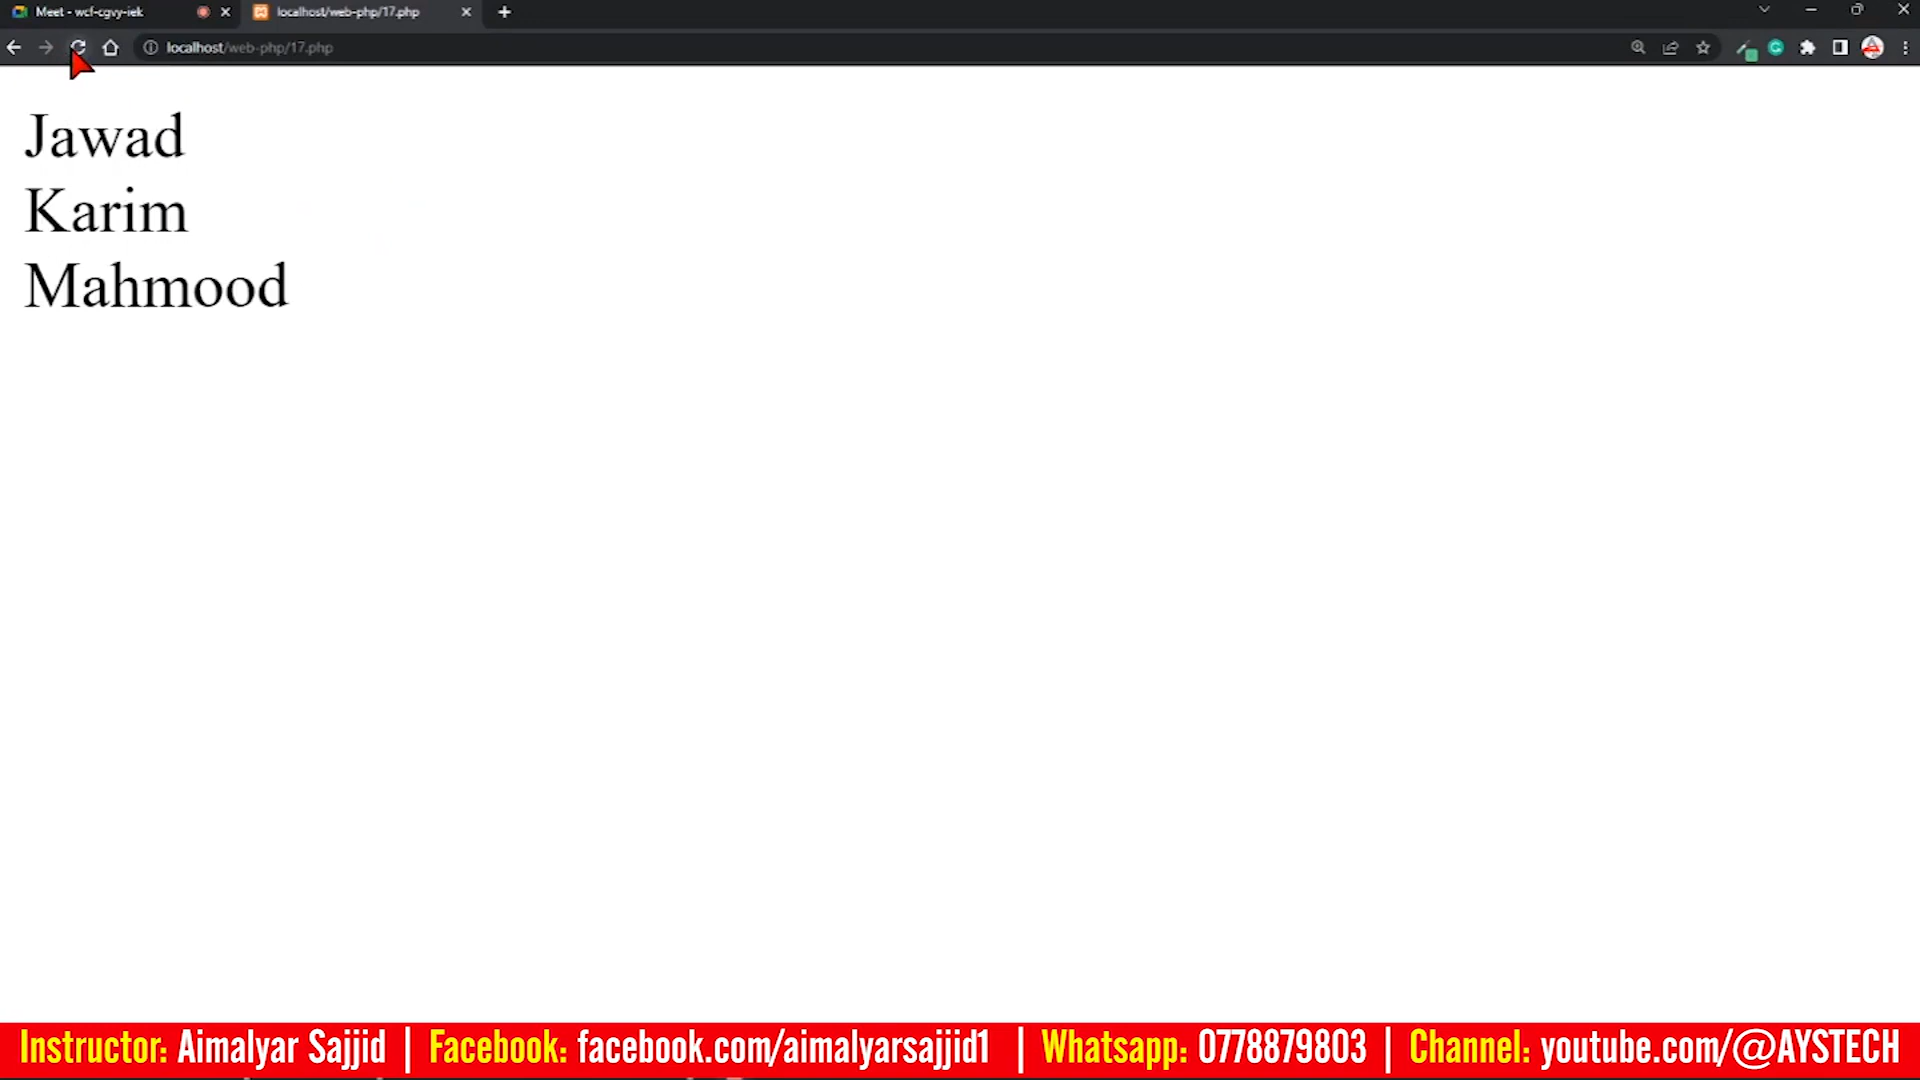 Meet - wcf-cgvy-iek
localhost/web-php/17.php
localhost/web-php/17.php
Jawad
Karim
Mahmood
Instructor: Aimalyar Sajjid | Facebook: facebook.com/aimalyarsajjid1 | Whatsapp: 0778879803 | Channel: youtube.com/@AYSTECH